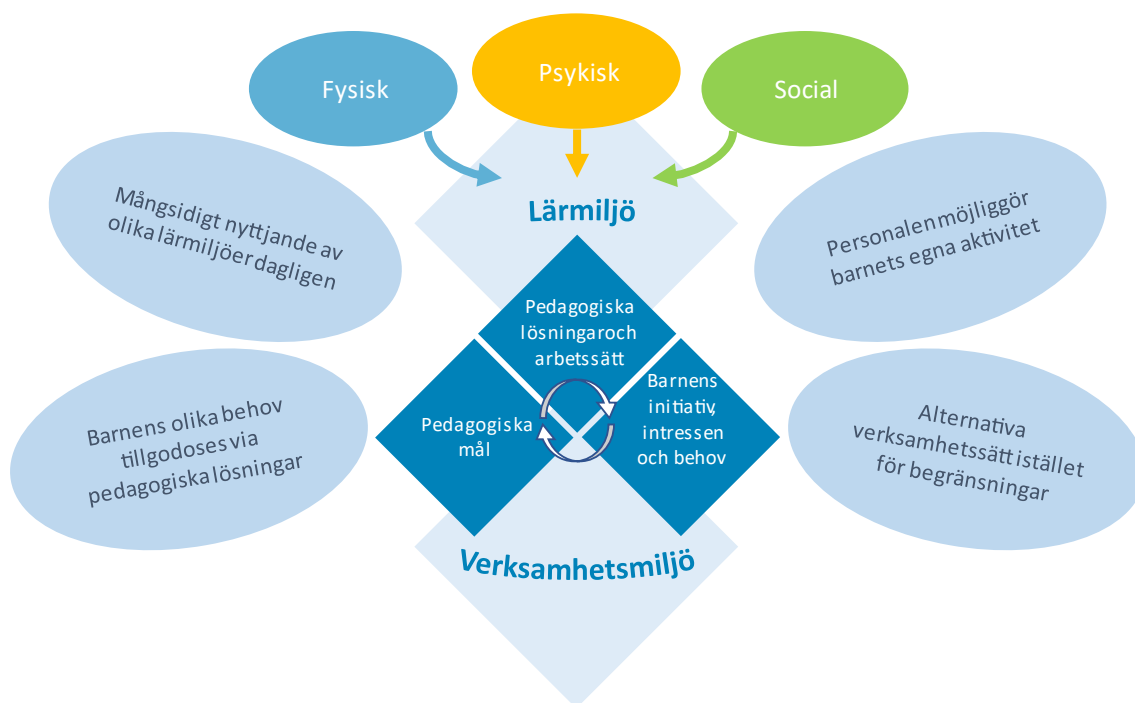 Fysisk
Psykisk
Social
Mångsidigt nyttjande av
olika lärmiljöer dagligen
Lärmiljö
Personalen möjliggör
barnets egna aktivitet
Pedagogiska
lösningaroch
arbetssätt
Barnens olika behov
tillgodoses via
pedagogiska lösningar
Pedagogiska
mål
Barnens
initiativ,
intressen
och behov
Alternativa
verksamhetssätt istället
för begränsningar
Verksamhetsmiljö